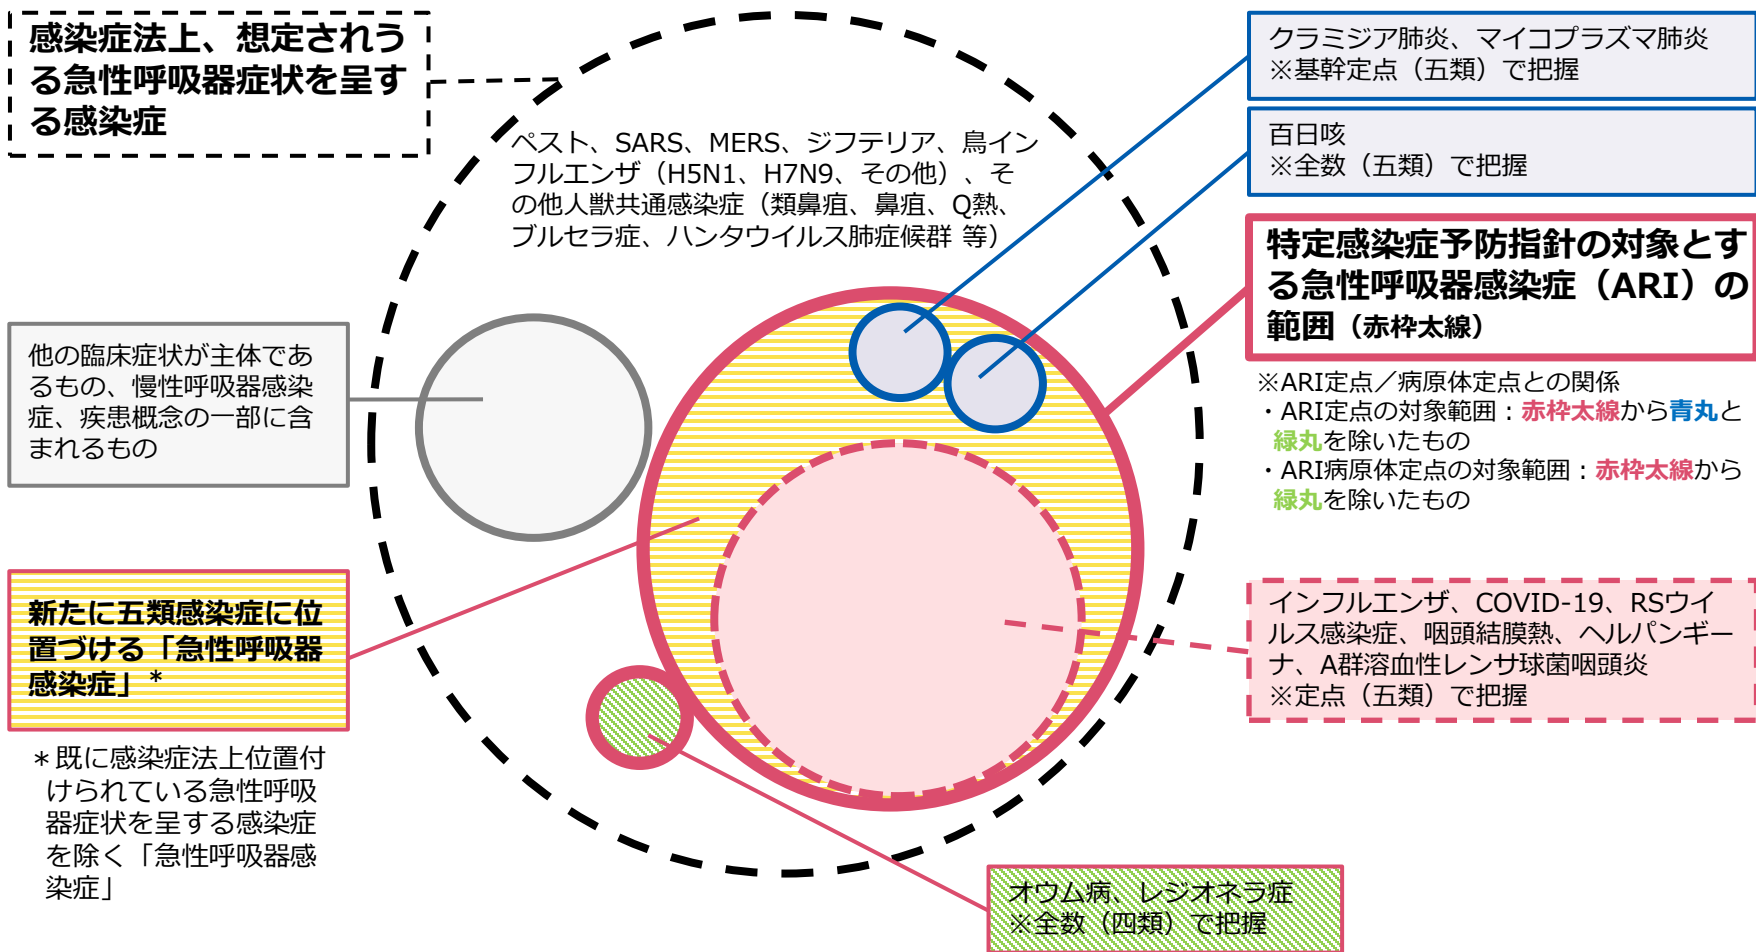 感染症法上、想定されう
る急性呼吸器症状を呈す
る感染症
ペスト、SARS、MERS、ジフテリア、鳥イン
フルエンザ（H5N1、H7N9、その他）、そ
の他人獣共通感染症（類鼻疽、鼻疽、Q熱、
ブルセラ症、ハンタウイルス肺症候群 等）
クラミジア肺炎、マイコプラズマ肺炎
※基幹定点（五類）で把握
百日咳
※全数（五類）で把握
特定感染症予防指針の対象とす
る急性呼吸器感染症（ARI）の
範囲（赤枠太線）
※ARI定点／病原体定点との関係
・ARI定点の対象範囲：赤枠太線から青丸と
緑丸を除いたもの
・ARI病原体定点の対象範囲：赤枠太線から
緑丸を除いたもの
他の臨床症状が主体であ
るもの、慢性呼吸器感染
症、疾患概念の一部に含
まれるもの
新たに五類感染症に位
置づける「急性呼吸器
感染症」*
＊既に感染症法上位置付
けられている急性呼吸
器症状を呈する感染症
を除く「急性呼吸器感
染症」
インフルエンザ、COVID-19、RSウイ
ルス感染症、咽頭結膜熱、ヘルパンギー
ナ、A群溶血性レンサ球菌咽頭炎
※定点（五類）で把握
オウム病、レジオネラ症
※全数（四類）で把握